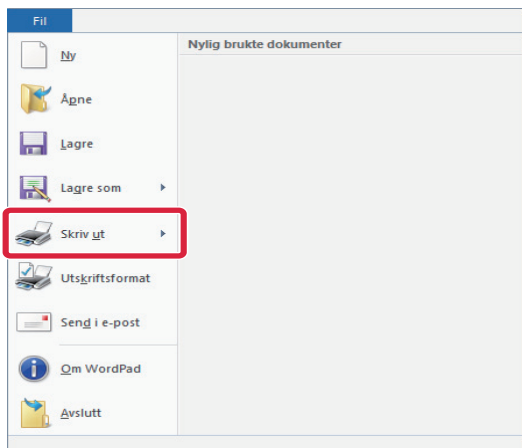 Fil
Nylig brukte dokumenter
Ny
Åpne
Lagre
Lagre som
Skriv ut
Utskriftsformat
Send i e-post
Om WordPad
Avslutt